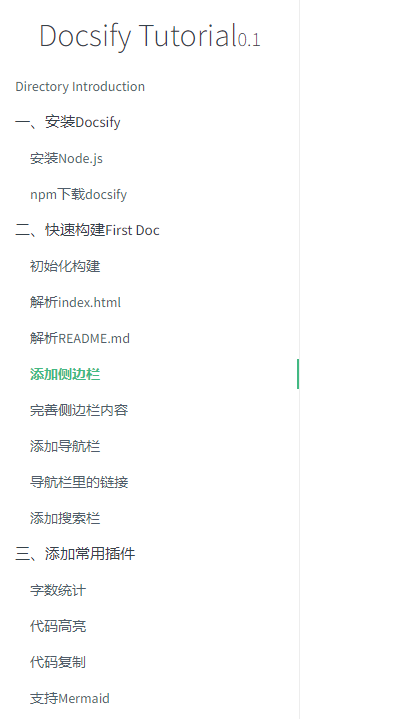 Docsify Tutorial0.1
Directory Introduction
一、安装Docsify
安装Node.js
npm下载docsify
二、快速构建First Doc
初始化构建
解析index.html
解析README.md
添加侧边栏
完善侧边栏内容
添加导航栏
导航栏里的链接
添加搜索栏
三、添加常用插件
字数统计
代码高亮
代码复制
支持Mermaid